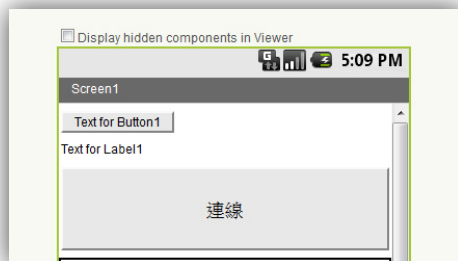 Display hidden components in Viewer
5:09 PM
Screen1
Text for Button1
Text for Label1
連線